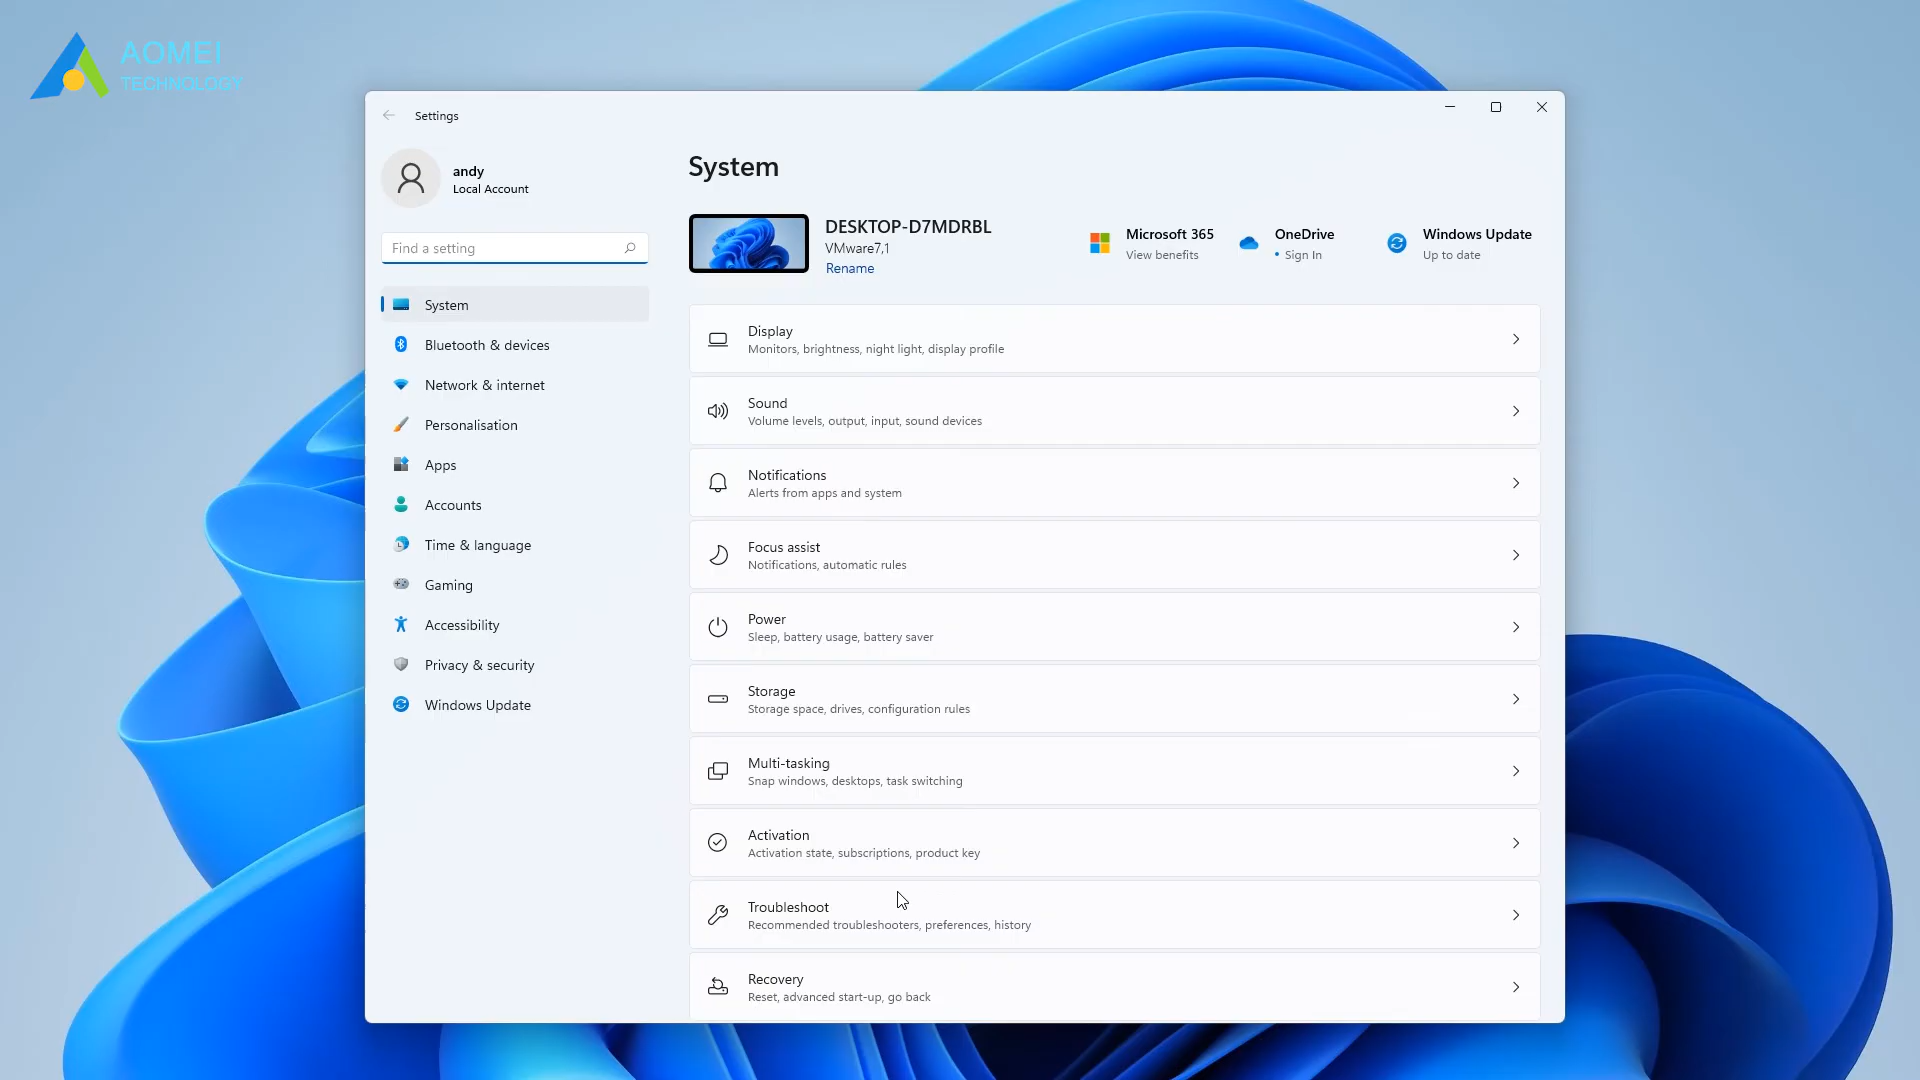 AOMEI
TECHNOLOGY
Settings
andy
Local Account
Find a setting
System
Bluetooth & devices
Network & internet
Personalisation
Apps
Accounts
Time & language
Gaming
Accessibility
Privacy & security
Windows Update
System
DESKTOP-D7MDRBL
VMware7,1
Rename
Microsoft 365
View benefits
OneDrive
• Sign In
Windows Update
Up to date
Display
Monitors, brightness, night light, display profile
Sound
Volume levels, output, input, sound devices
Notifications
Alerts from apps and system
Focus assist
Notifications, automatic rules
Power
Sleep, battery usage, battery saver
Storage
Storage space, drives, configuration rules
Multi-tasking
Snap windows, desktops, task switching
Activation
Activation state, subscriptions, product key
Troubleshoot
Recommended troubleshooters, preferences, history
Recovery
Reset, advanced start-up, go back